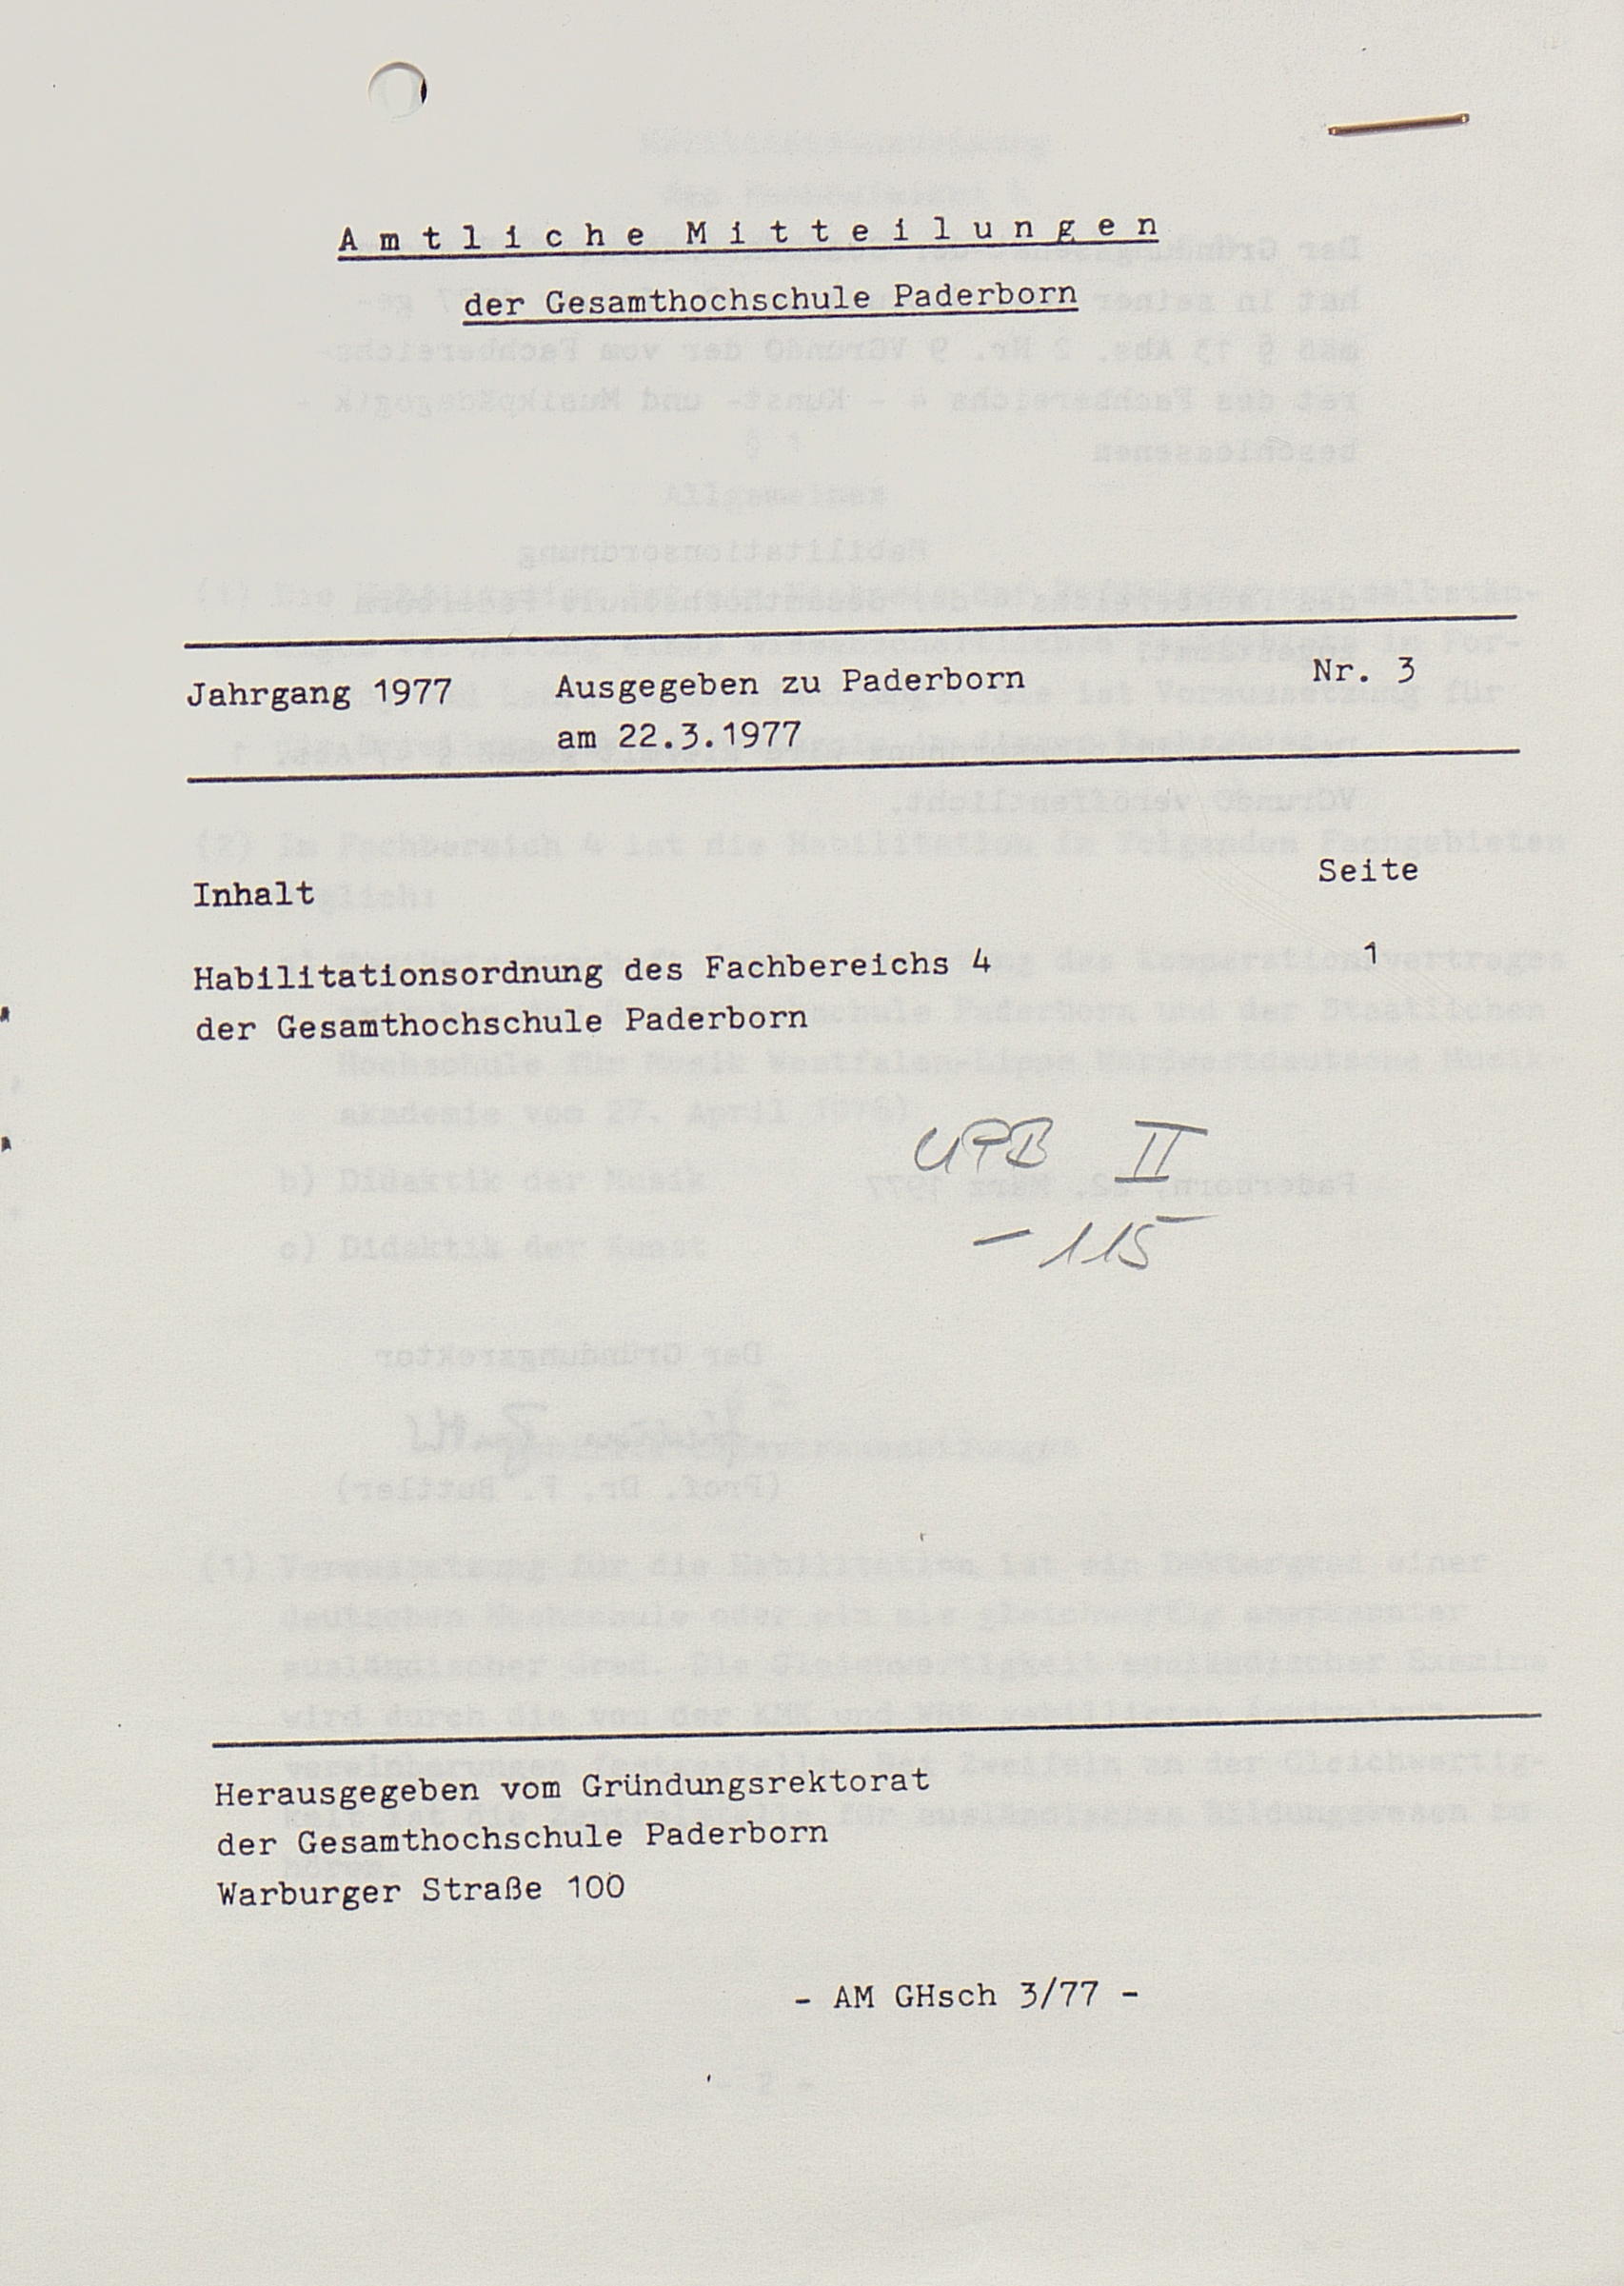 Amtliche Mitteilungen
der Gesamthochschule Paderborn
Jahrgang 1977 Ausgegeben zu Paderborn Nr. 3
am 22.3.1977
Inhalt Seite
Habilitationsordnung des Fachbereichs 4 1
der Gesamthochschule Paderborn
UPB II
- 115
Herausgegeben vom Gründungsrektorat
der Gesamthochschule Paderborn
Warburger Straße 100
- AM GHsch 3/77 -